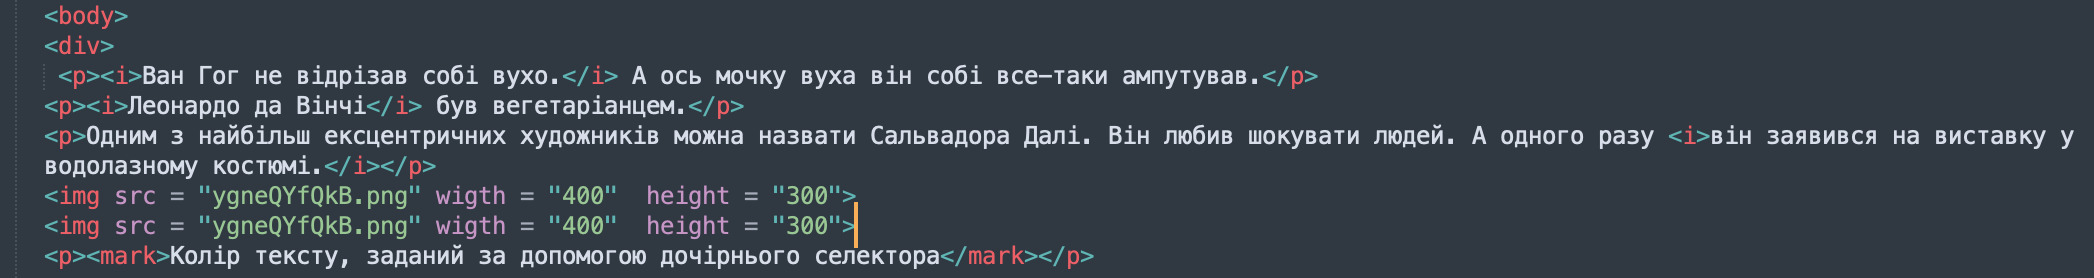 <body>
<div>
<p><i>Ван Гог не відрізав собі вухо.</i> А ось мочку вуха він собі все-таки ампутував.</p>
<p><i>Леонардо да Вінчі</i> був вегетаріанцем.</p>
<p>Одним з найбільш ексцентричних художників можна назвати Сальвадора Далі. Він любив шокувати людей. А одного разу <i>він заявився на виставку у
водолазному костюмі.</i></p>
<img src = "ygneQYfQkB.png" wigth = "400"  height = "300">
<img src = "ygneQYfQkB.png" wigth = "400"  height = "300">
<p><mark>Колір тексту, заданий за допомогою дочірнього селектора</mark></p>